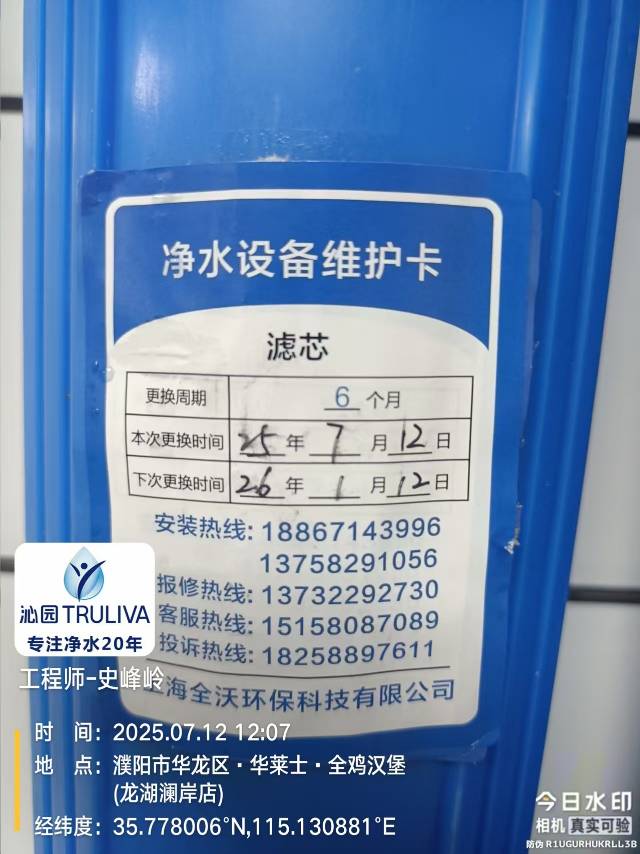 净水设备维护卡
滤芯
更换周期 6 个月
本次更换时间 25 年 7 月 12 日
下次更换时间 26 年 1 月 12 日
安装热线: 18867143996
13758291056
报修热线: 13732292730
客服热线: 15158087089
投诉热线: 18258897611
海全沃环保科技有限公司
沁园 TRULIVA
专注净水20年
工程师-史峰岭
时 间: 2025.07.12 12:07
地 点: 濮阳市华龙区·华莱士·全鸡汉堡
(龙湖澜岸店)
经纬度: 35.778006°N,115.130881°E
今日水印
相机 真实可验
防伪 R1UGURHUKRLL3B